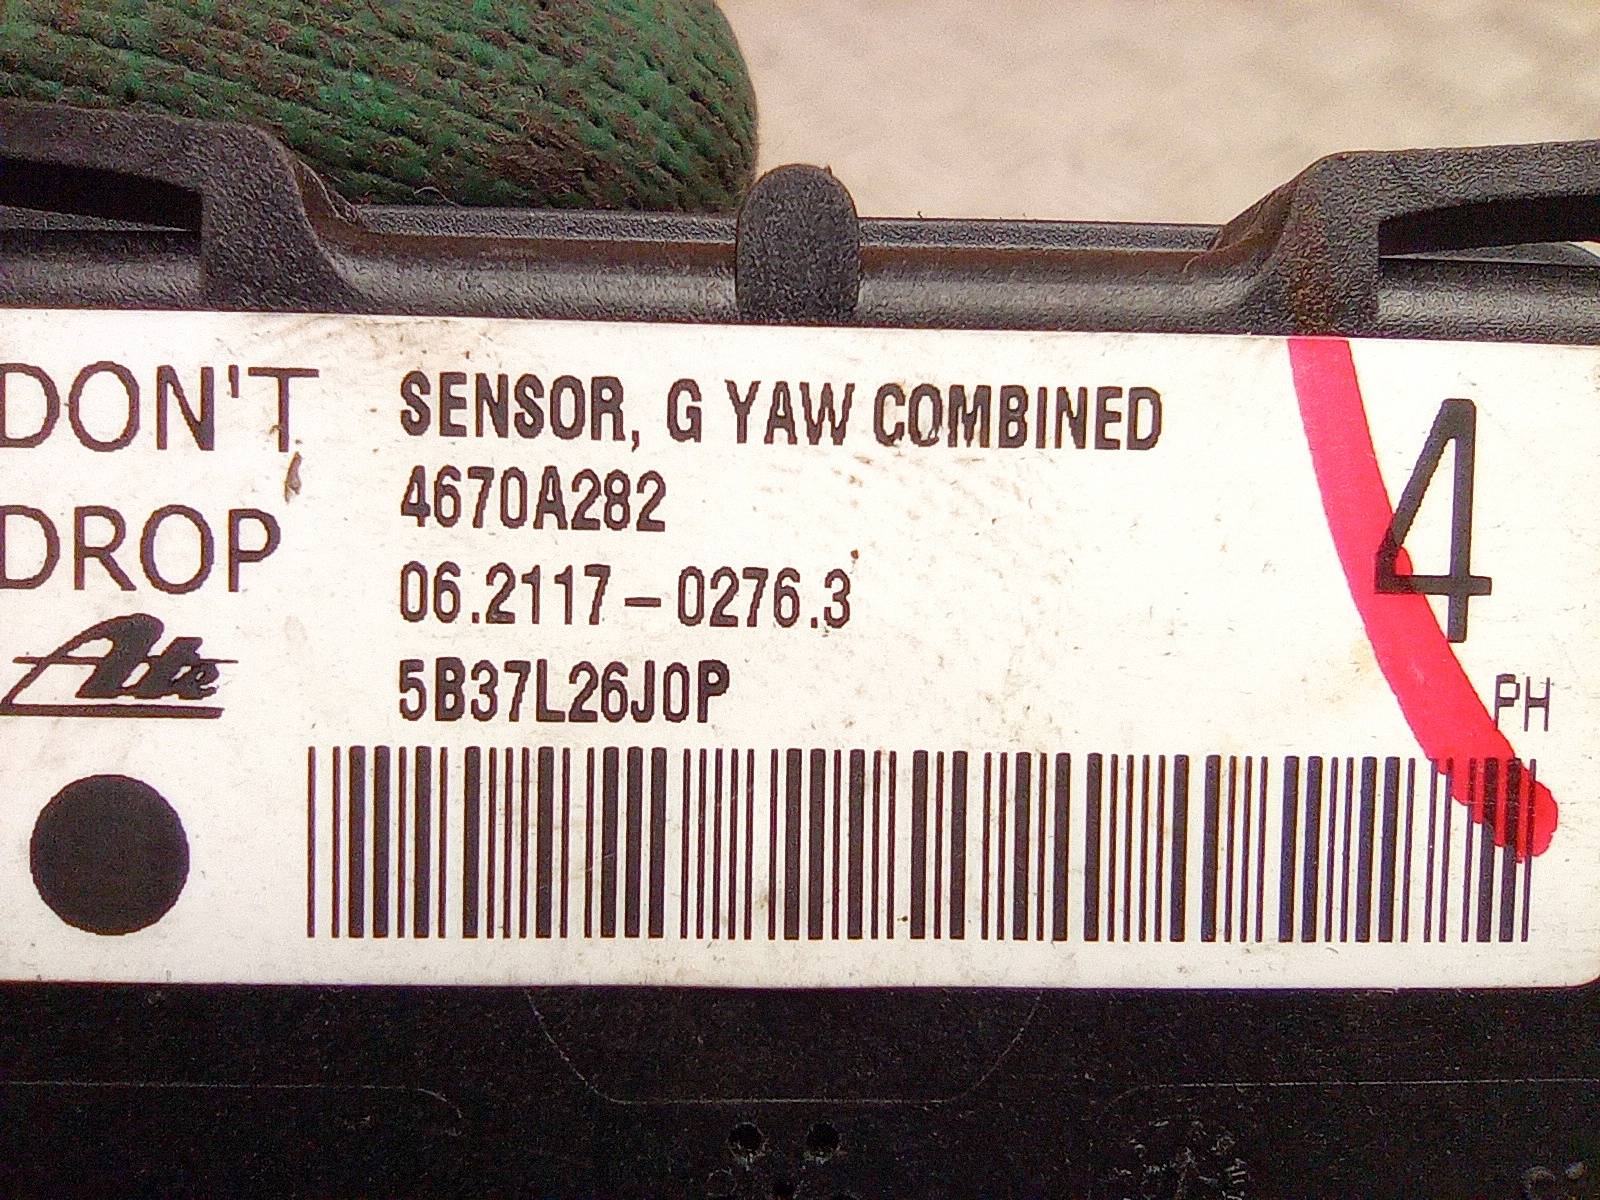 DON'T
DROP
Ate
SENSOR, G YAW COMBINED
4670A282
06.2117-0276.3
5B37L26J0P
4
PH